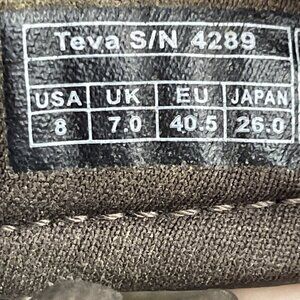 Teva S/N 4289
USA UK EU JAPAN
8 7.0 40.5 26.0